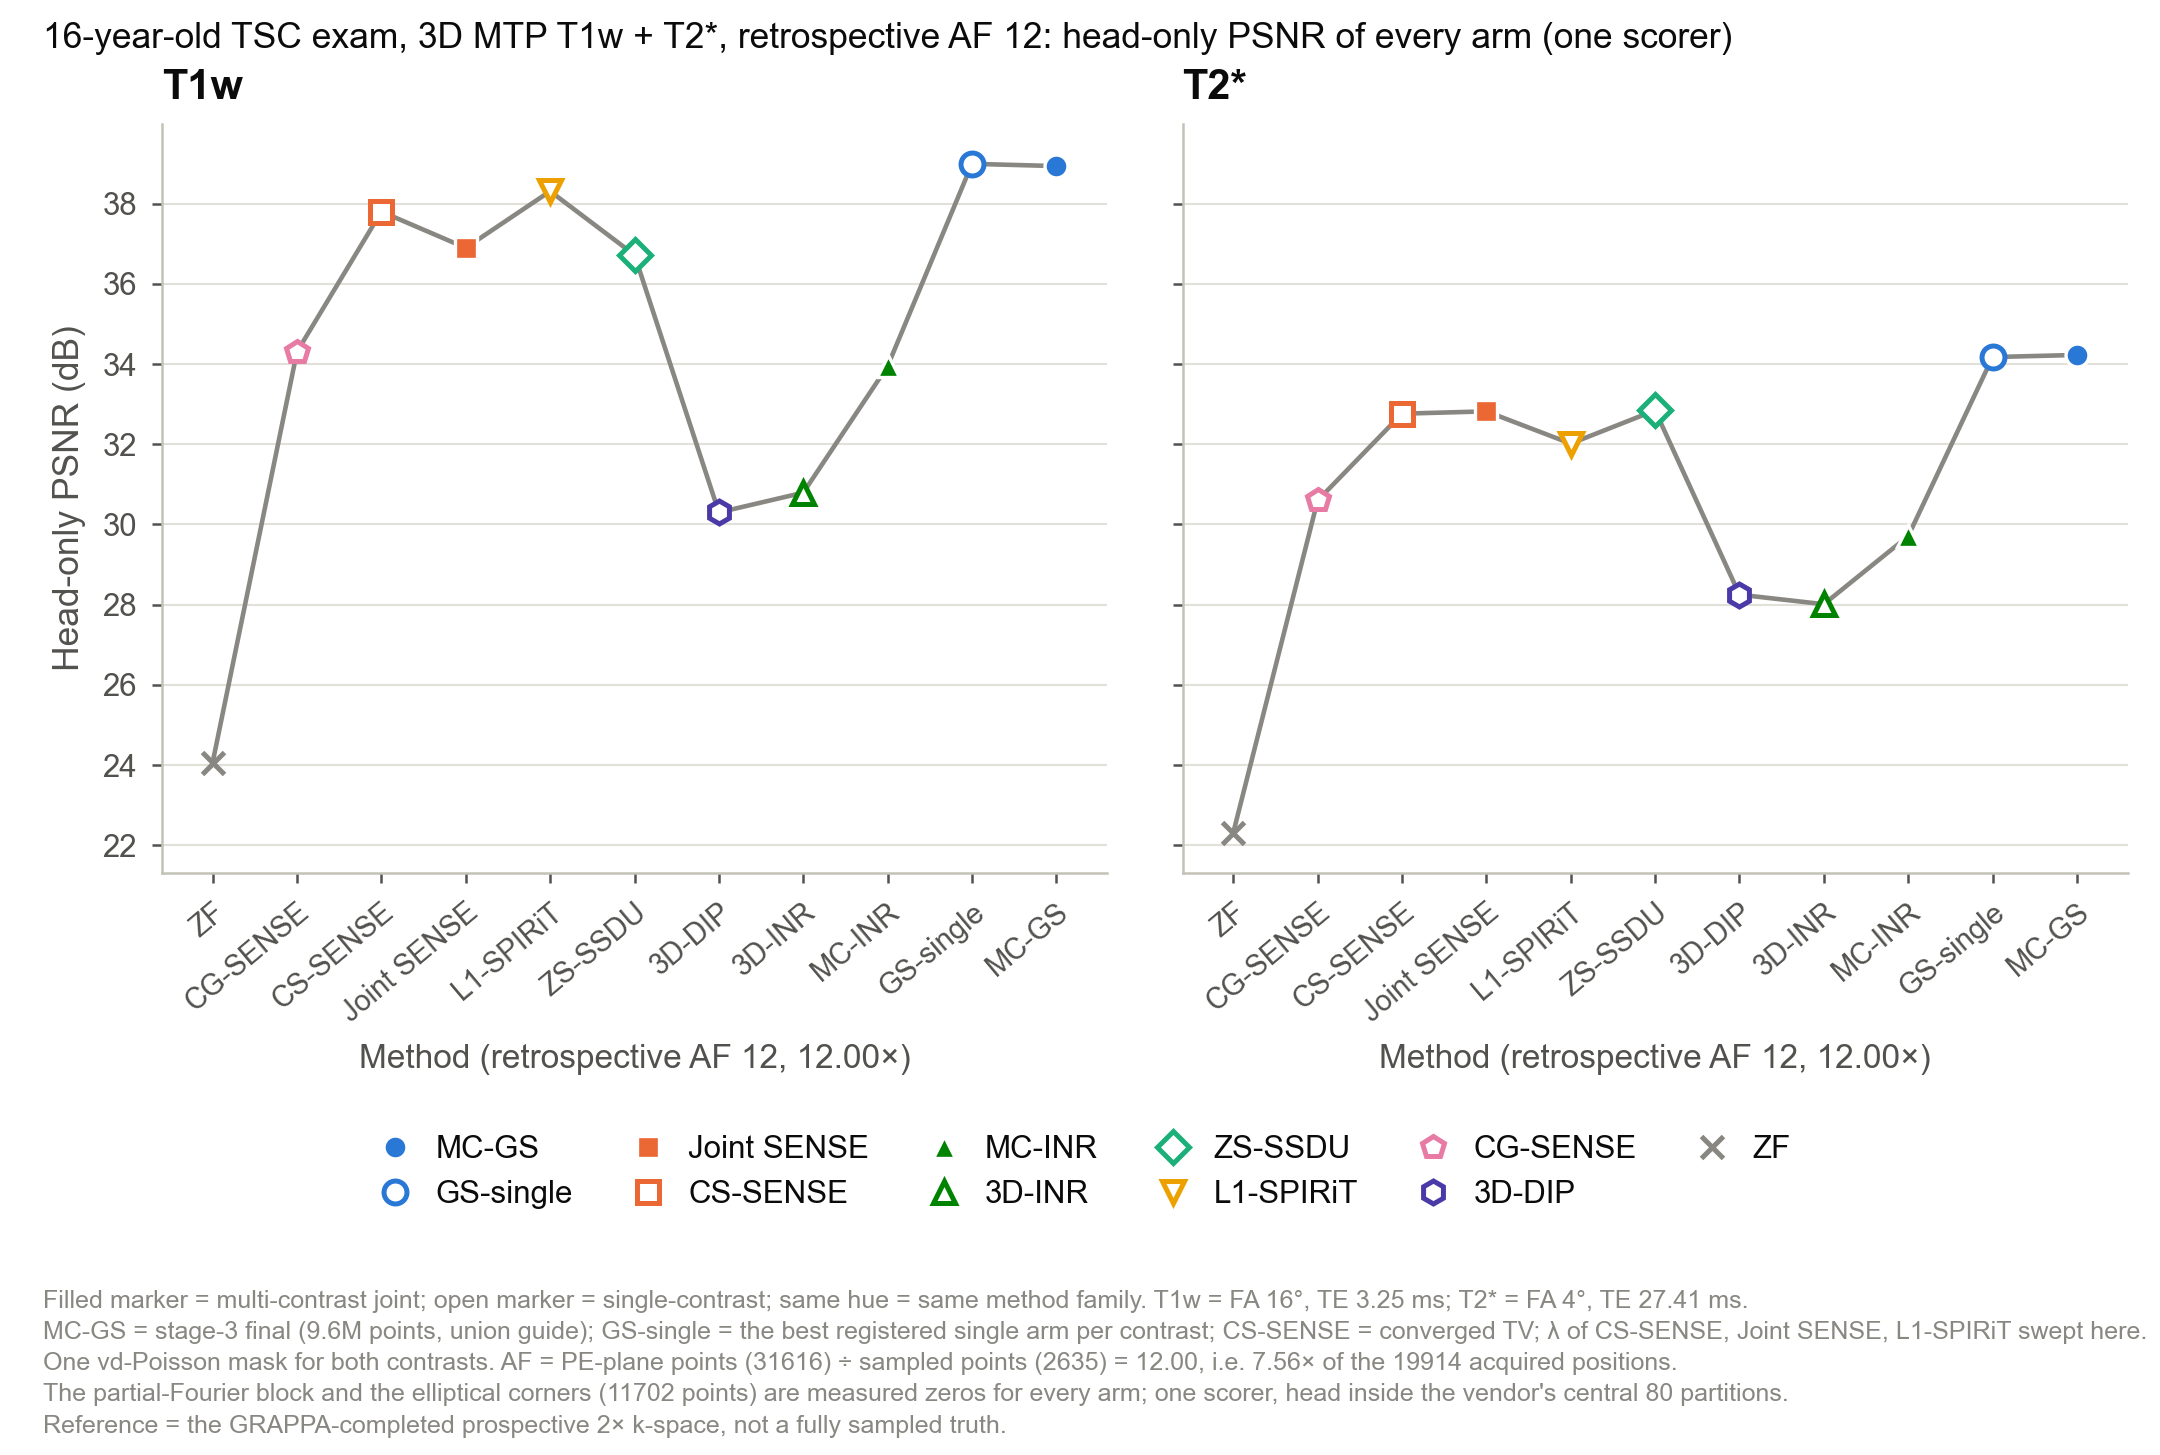 16-year-old TSC exam, 3D MTP T1w + T2*, retrospective AF 12: head-only PSNR of every arm (one scorer)
T1w
T2*
Head-only PSNR (dB)
38
36
34
32
30
28
26
24
22
ZF
CG-SENSE
CS-SENSE
Joint SENSE
L1-SPIRiT
ZS-SSDU
3D-DIP
3D-INR
MC-INR
GS-single
MC-GS
ZF
CG-SENSE
CS-SENSE
Joint SENSE
L1-SPIRiT
ZS-SSDU
3D-DIP
3D-INR
MC-INR
GS-single
MC-GS
Method (retrospective AF 12, 12.00×)
Method (retrospective AF 12, 12.00×)
MC-GS
Joint SENSE
MC-INR
ZS-SSDU
CG-SENSE
ZF
GS-single
CS-SENSE
3D-INR
L1-SPIRiT
3D-DIP
Filled marker = multi-contrast joint; open marker = single-contrast; same hue = same method family. T1w = FA 16°, TE 3.25 ms; T2* = FA 4°, TE 27.41 ms.
MC-GS = stage-3 final (9.6M points, union guide); GS-single = the best registered single arm per contrast; CS-SENSE = converged TV; λ of CS-SENSE, Joint SENSE, L1-SPIRiT swept here.
One vd-Poisson mask for both contrasts. AF = PE-plane points (31616) ÷ sampled points (2635) = 12.00, i.e. 7.56× of the 19914 acquired positions.
The partial-Fourier block and the elliptical corners (11702 points) are measured zeros for every arm; one scorer, head inside the vendor's central 80 partitions.
Reference = the GRAPPA-completed prospective 2× k-space, not a fully sampled truth.